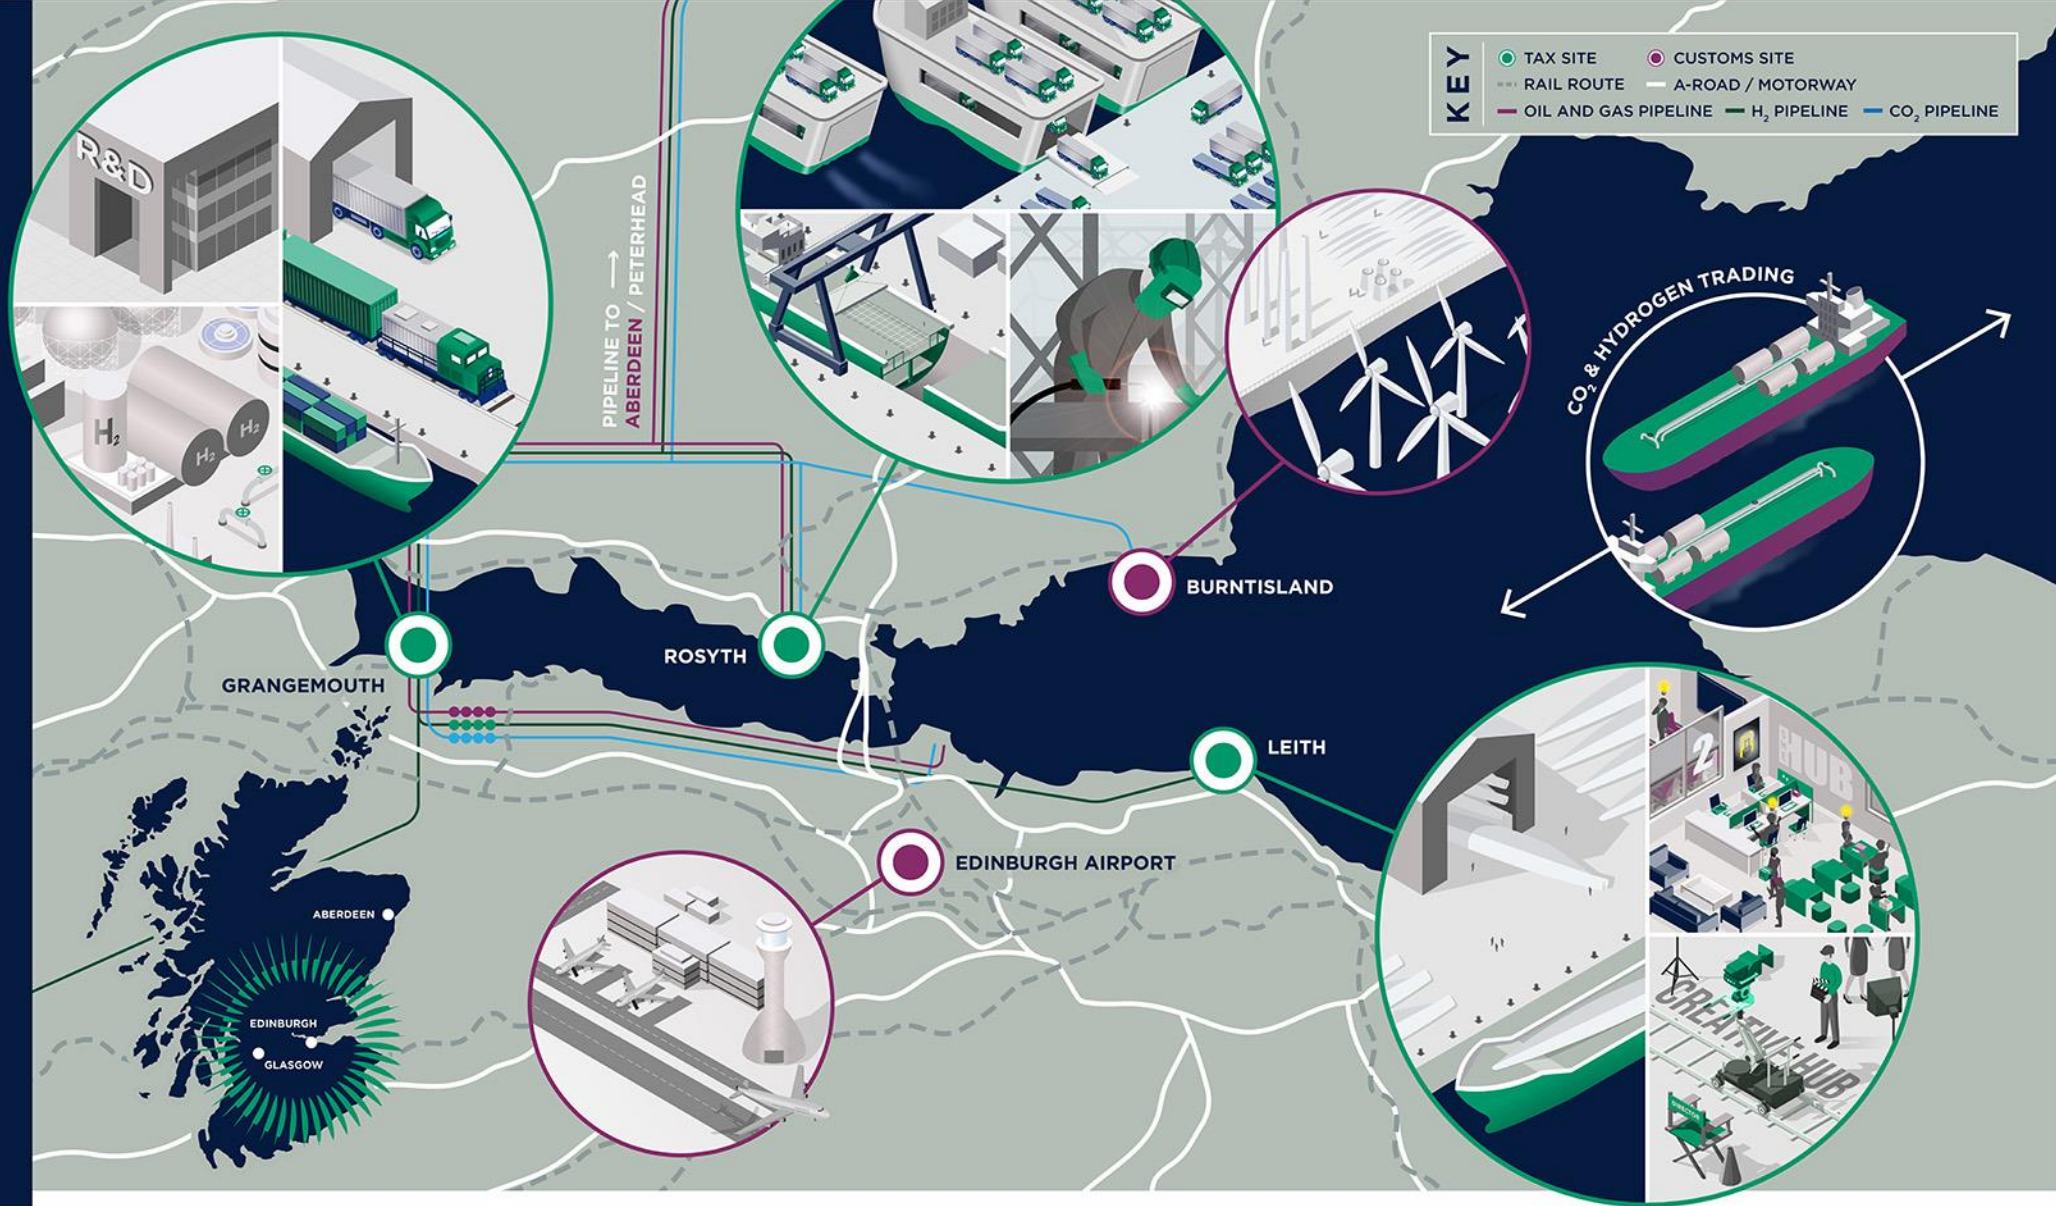 KEY
TAX SITE
CUSTOMS SITE
RAIL ROUTE
A-ROAD / MOTORWAY
OIL AND GAS PIPELINE
H₂ PIPELINE
CO₂ PIPELINE
R&D
H₂
H₂
H₂
PIPELINE TO →
ABERDEEN / PETERHEAD
CO₂ & HYDROGEN TRADING
BURNTISLAND
ROSYTH
GRANGEMOUTH
LEITH
EDINBURGH AIRPORT
2
HUB
CREATIVE HUB
DIRECTOR
ABERDEEN
EDINBURGH
GLASGOW